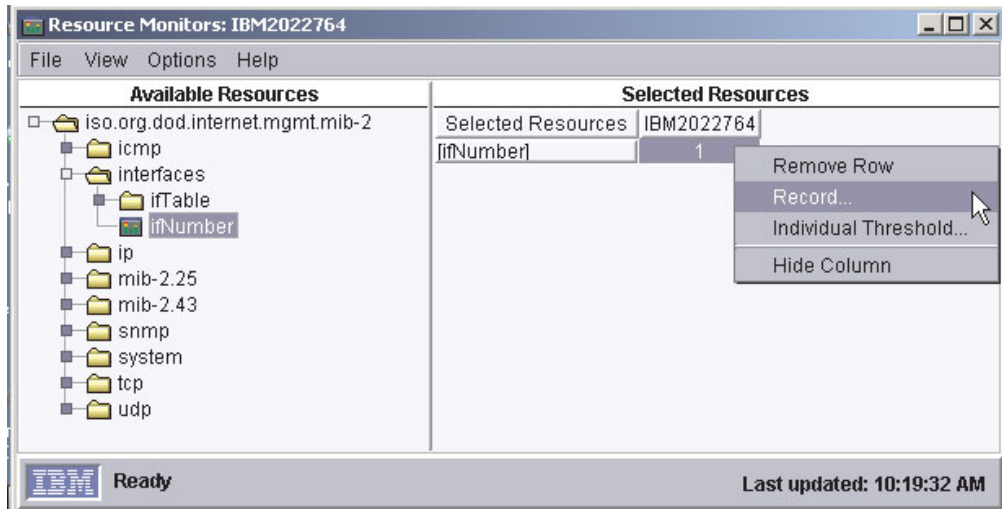 Resource Monitors: IBM2022764
File View Options Help
Available Resources
iso.org.dod.internet.mgmt.mib-2
icmp
interfaces
ifTable
ifNumber
ip
mib-2.25
mib-2.43
snmp
system
tcp
udp
Selected Resources
Selected Resources IBM2022764
[ifNumber] 1
Remove Row
Record...
Individual Threshold...
Hide Column
IBM Ready Last updated: 10:19:32 AM